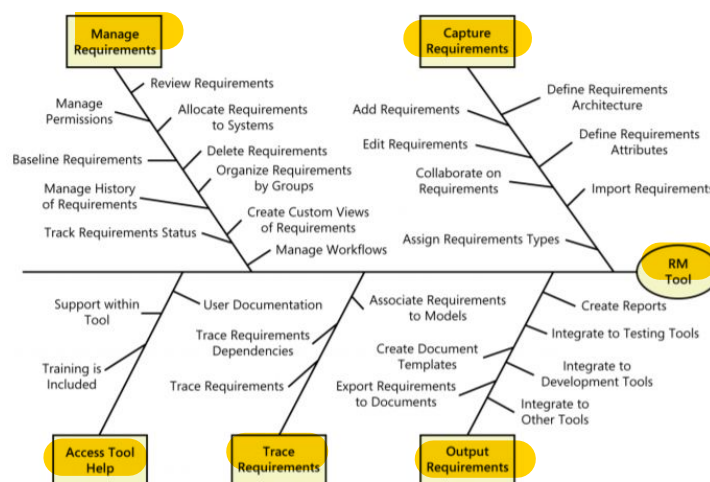 Manage
Requirements
Capture
Requirements
Review Requirements
Manage
Permissions
Allocate Requirements
to Systems
Baseline Requirements
Delete Requirements
Organize Requirements
by Groups
Manage History
of Requirements
Create Custom Views
of Requirements
Track Requirements Status
Manage Workflows
Define Requirements
Architecture
Add Requirements
Edit Requirements
Define Requirements
Attributes
Collaborate on
Requirements
Import Requirements
Assign Requirements Types
RM
Tool
Support within
Tool
User Documentation
Training is
Included
Associate Requirements
to Models
Trace Requirements
Dependencies
Trace Requirements
Create Reports
Integrate to Testing Tools
Create Document
Templates
Integrate to
Development Tools
Export Requirements
to Documents
Integrate to
Other Tools
Access Tool
Help
Trace
Requirements
Output
Requirements